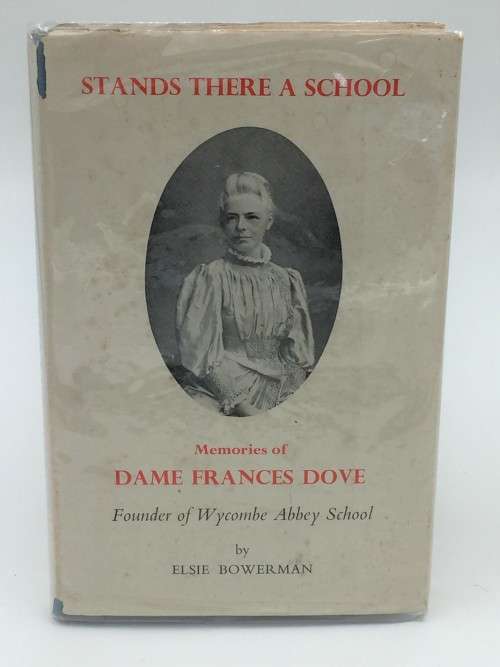 STANDS THERE A SCHOOL
Memories of
DAME FRANCES DOVE
Founder of Wycombe Abbey School
by
ELSIE BOWERMAN